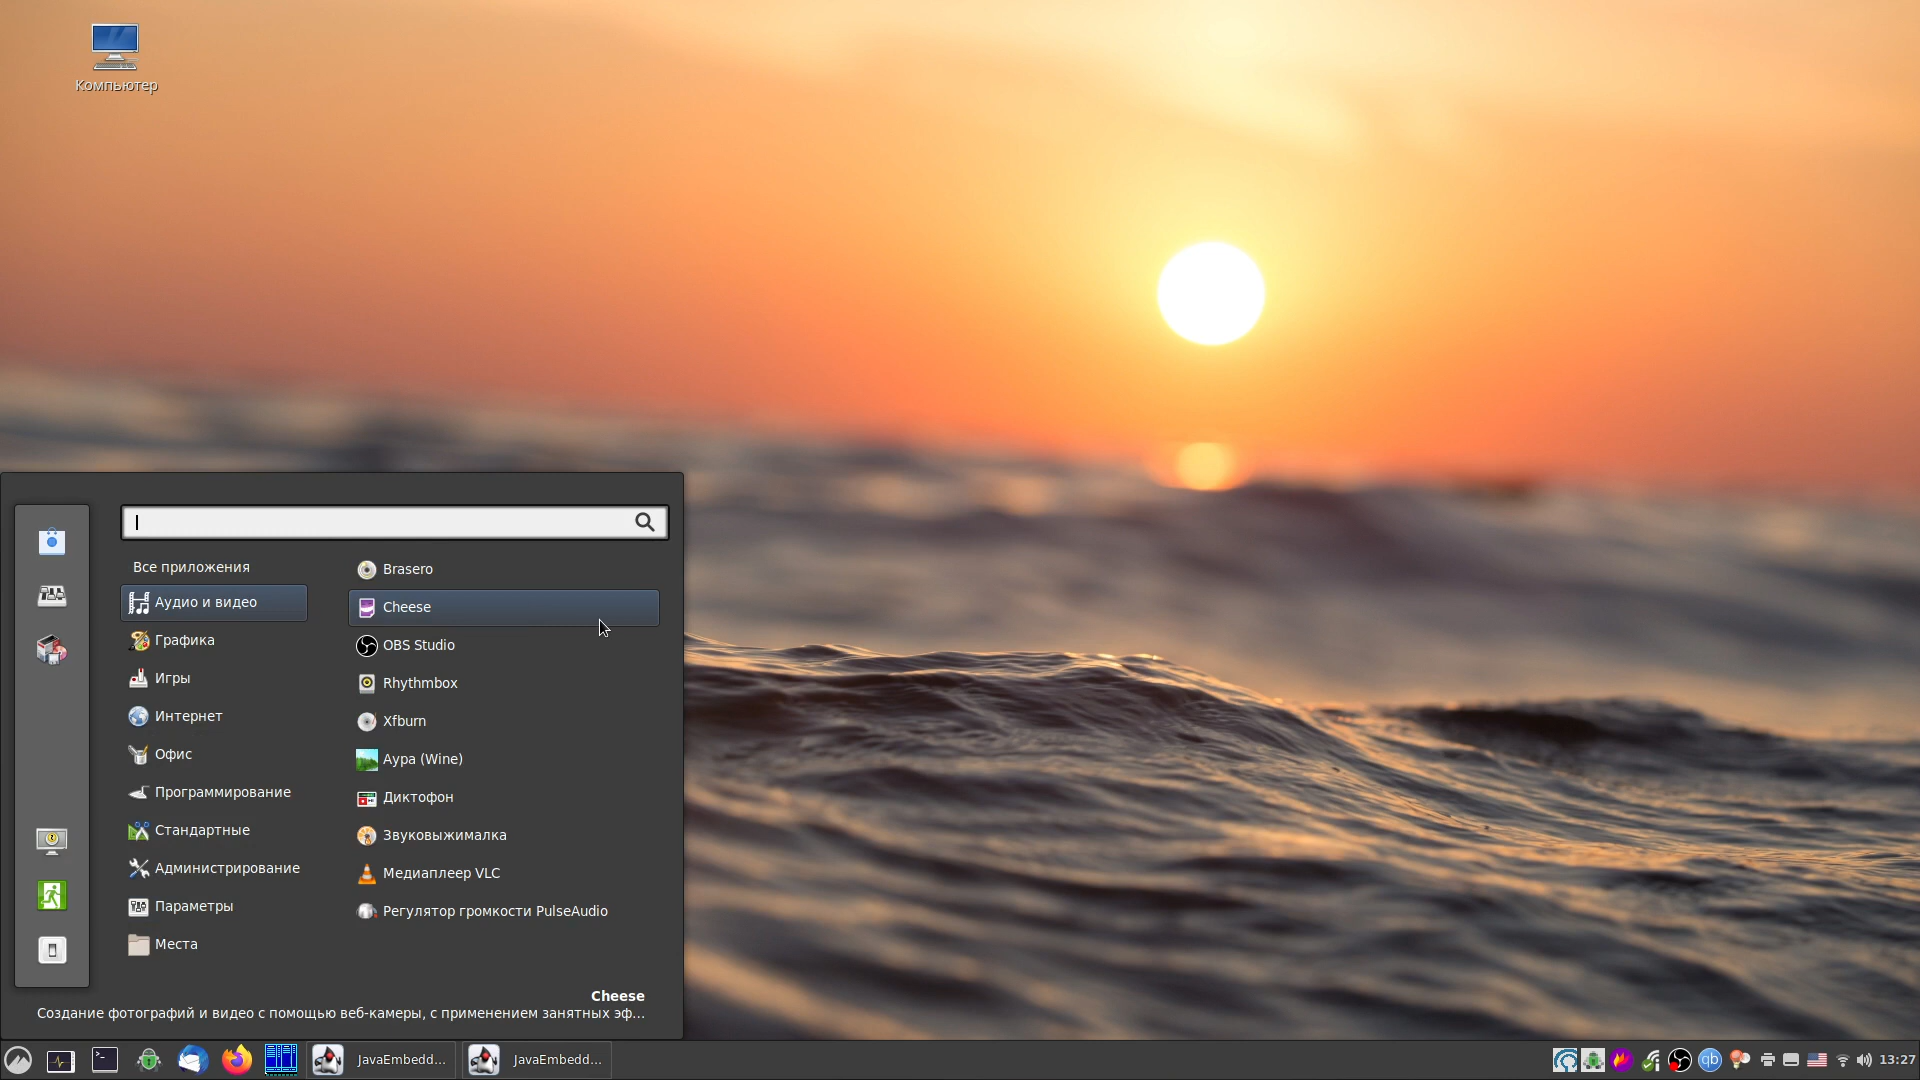 Компьютер
Все приложения
Аудио и видео
Графика
Игры
Интернет
Офис
Программирование
Стандартные
Администрирование
Параметры
Места
Brasero
Cheese
OBS Studio
Rhythmbox
Xfburn
Аура (Wine)
Диктофон
Звуковыжималка
Медиаплеер VLC
Регулятор громкости PulseAudio
Cheese
Создание фотографий и видео с помощью веб-камеры, с применением занятных эф...
JavaEmbedd...
JavaEmbedd...
qb
13:27